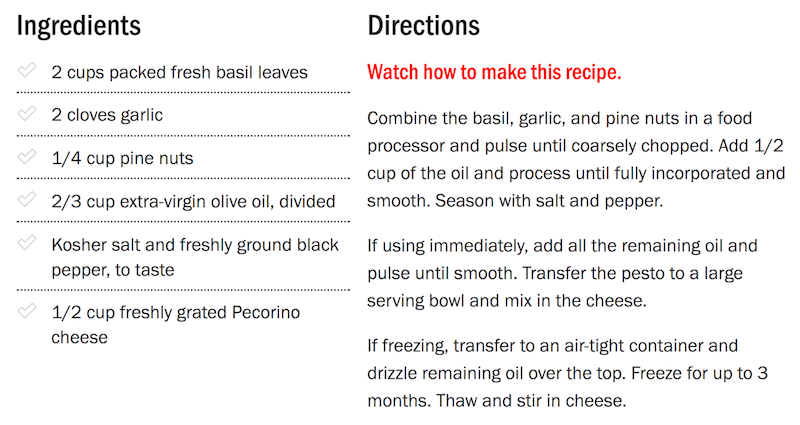 Ingredients
2 cups packed fresh basil leaves
2 cloves garlic
1/4 cup pine nuts
2/3 cup extra-virgin olive oil, divided
Kosher salt and freshly ground black
pepper, to taste
1/2 cup freshly grated Pecorino
cheese
Directions
Watch how to make this recipe.
Combine the basil, garlic, and pine nuts in a food
processor and pulse until coarsely chopped. Add 1/2
cup of the oil and process until fully incorporated and
smooth. Season with salt and pepper.
If using immediately, add all the remaining oil and
pulse until smooth. Transfer the pesto to a large
serving bowl and mix in the cheese.
If freezing, transfer to an air-tight container and
drizzle remaining oil over the top. Freeze for up to 3
months. Thaw and stir in cheese.